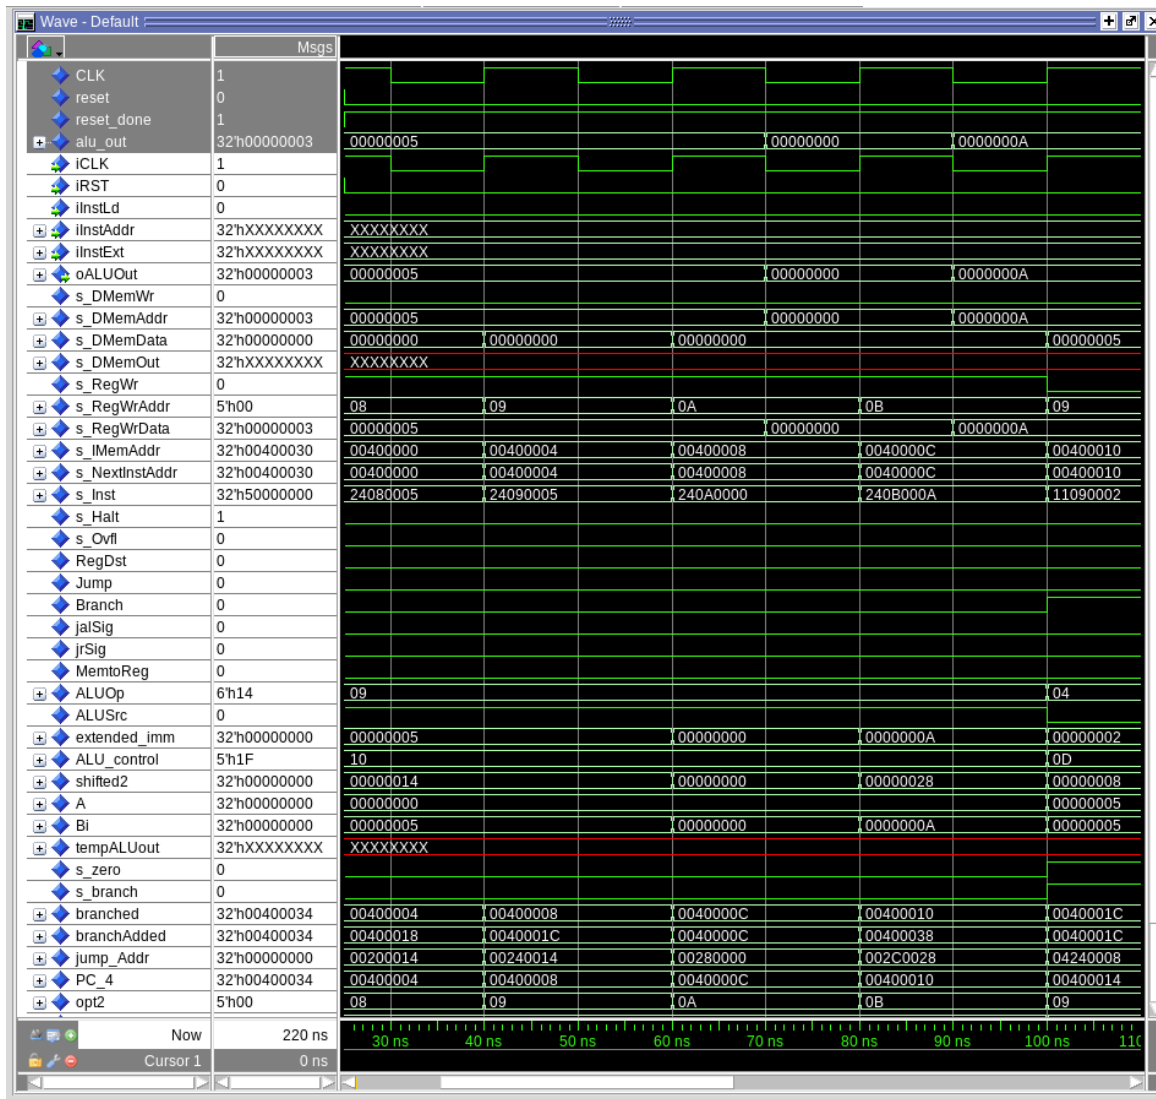 Wave - Default
Msgs
CLK 1
reset 0
reset_done 1
alu_out 32'h00000003 00000005 00000000 0000000A
iCLK 1
iRST 0
iInstLd 0
iInstAddr 32'hXXXXXXXX XXXXXXXX
iInstExt 32'hXXXXXXXX XXXXXXXX
oALUOut 32'h00000003 00000005 00000000 0000000A
s_DMemWr 0
s_DMemAddr 32'h00000003 00000005 00000000 0000000A
s_DMemData 32'h00000000 00000000 00000000 00000000 00000005
s_DMemOut 32'hXXXXXXXX XXXXXXXX
s_RegWr 0
s_RegWrAddr 5'h00 08 09 0A 0B 09
s_RegWrData 32'h00000003 00000005 00000000 0000000A
s_IMemAddr 32'h00400030 00400000 00400004 00400008 0040000C 00400010
s_NextInstAddr 32'h00400030 00400000 00400004 00400008 0040000C 00400010
s_Inst 32'h50000000 24080005 24090005 240A0000 240B000A 11090002
s_Halt 1
s_Ovfl 0
RegDst 0
Jump 0
Branch 0
jalSig 0
jrSig 0
MemtoReg 0
ALUOp 6'h14 09 04
ALUSrc 0
extended_imm 32'h00000000 00000005 00000000 0000000A 00000002
ALU_control 5'h1F 10 0D
shifted2 32'h00000000 00000014 00000000 00000028 00000008
A 32'h00000000 00000000 00000005
Bi 32'h00000000 00000005 00000000 0000000A 00000005
tempALUout 32'hXXXXXXXX XXXXXXXX
s_zero 0
s_branch 0
branched 32'h00400034 00400004 00400008 0040000C 00400010 0040001C
branchAdded 32'h00400034 00400018 0040001C 0040000C 00400038 0040001C
jump_Addr 32'h00000000 00200014 00240014 00280000 002C0028 04240008
PC_4 32'h00400034 00400004 00400008 0040000C 00400010 00400014
opt2 5'h00 08 09 0A 0B 09
Now 220 ns
30 ns 40 ns 50 ns 60 ns 70 ns 80 ns 90 ns 100 ns 110
Cursor 1 0 ns